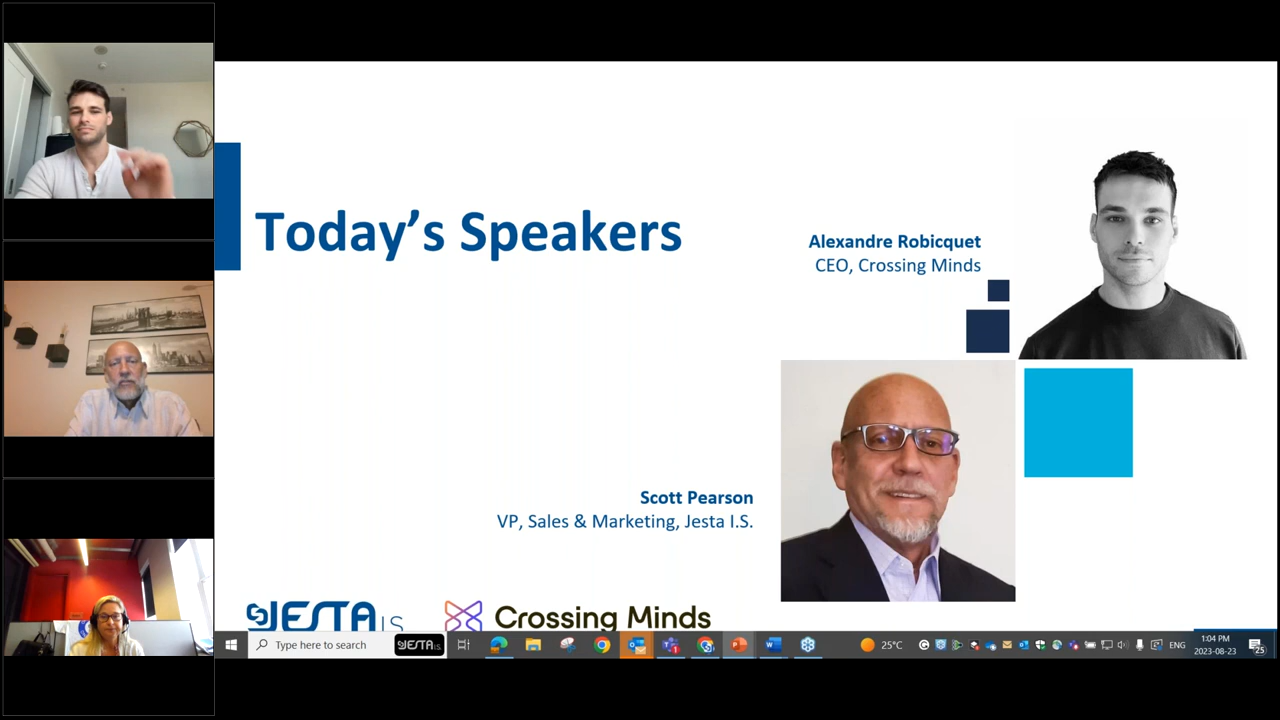 Today's Speakers
Alexandre Robicquet
CEO, Crossing Minds
Scott Pearson
VP, Sales & Marketing, Jesta I.S.
JESTA I.S.
Crossing Minds
Type here to search
JESTA I.S.
25°C
ENG
1:04 PM
2023-08-23
25